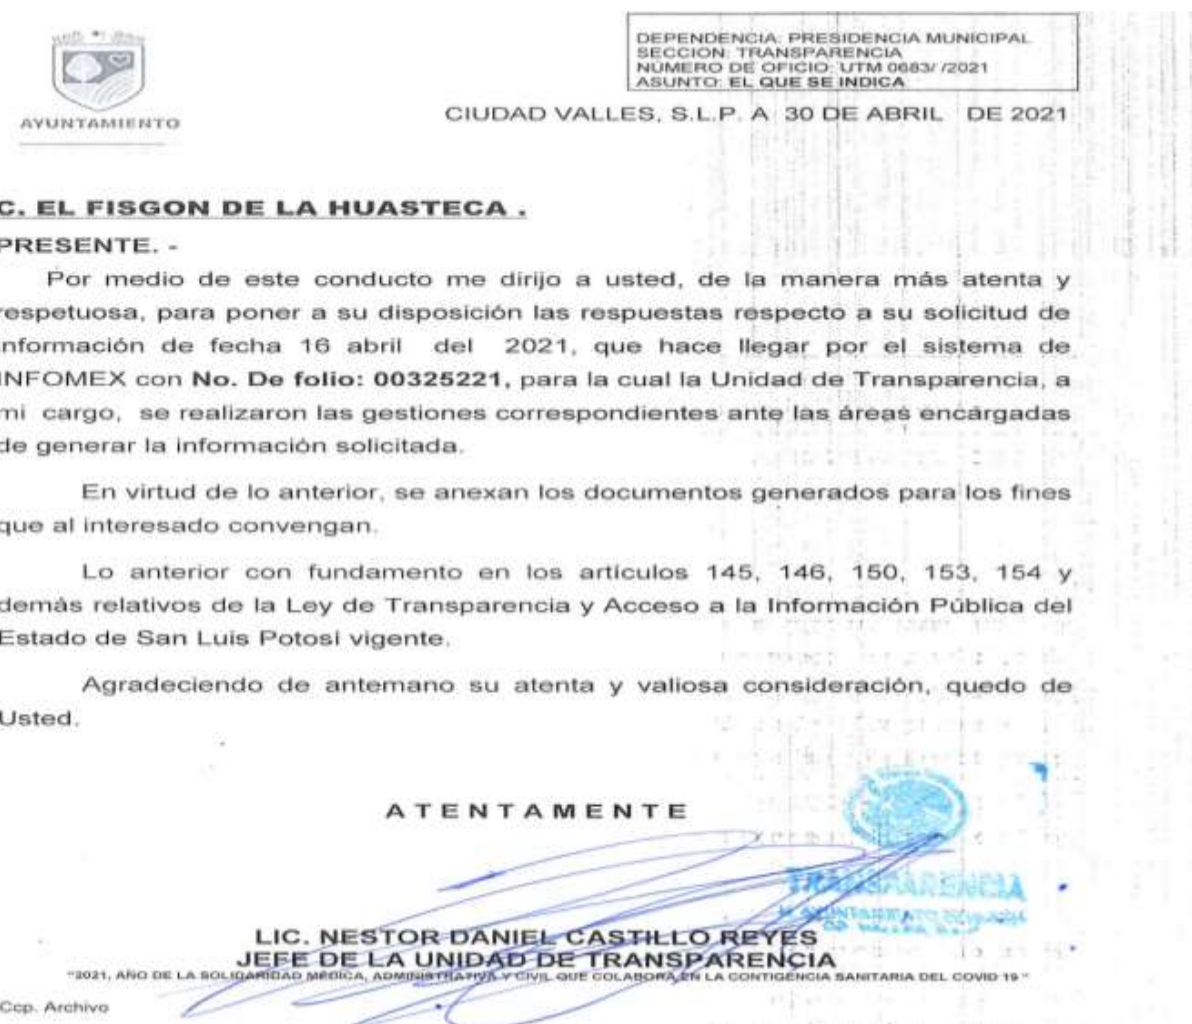 DEPENDENCIA: PRESIDENCIA MUNICIPAL
SECCION: TRANSPARENCIA
NÚMERO DE OFICIO: UTM 0683/ /2021
ASUNTO: EL QUE SE INDICA
AYUNTAMIENTO
CIUDAD VALLES, S.L.P. A 30 DE ABRIL DE 2021
C. EL FISGON DE LA HUASTECA .
PRESENTE. -
Por medio de este conducto me dirijo a usted, de la manera más atenta y
respetuosa, para poner a su disposición las respuestas respecto a su solicitud de
información de fecha 16 abril del 2021, que hace llegar por el sistema de
INFOMEX con No. De folio: 00325221, para la cual la Unidad de Transparencia, a
mi cargo, se realizaron las gestiones correspondientes ante las áreas encargadas
de generar la información solicitada.
En virtud de lo anterior, se anexan los documentos generados para los fines
que al interesado convengan.
Lo anterior con fundamento en los artículos 145, 146, 150, 153, 154 y
demás relativos de la Ley de Transparencia y Acceso a la Información Pública del
Estado de San Luis Potosí vigente.
Agradeciendo de antemano su atenta y valiosa consideración, quedo de
Usted.
ATENTAMENTE
TRANSPARENCIA
LIC. NESTOR DANIEL CASTILLO REYES
JEFE DE LA UNIDAD DE TRANSPARENCIA
"2021, AÑO DE LA SOLIDARIDAD MÉDICA, ADMINISTRATIVA Y CIVIL QUE COLABORA EN LA CONTIGENCIA SANITARIA DEL COVID 19"
Ccp. Archivo